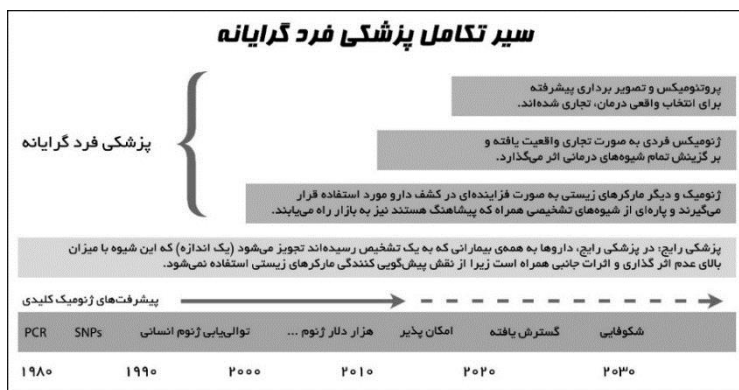 سیر تکامل پزشکی فرد گرایانه
پروتئومیکس و تصویر برداری پیشرفته
برای انتخاب واقعی درمان، تجاری شده‌اند.
ژنومیکس فردی به صورت تجاری واقعیت یافته و
بر گزینش تمام شیوه‌های درمانی اثر می‌گذارد.
پزشکی فرد گرایانه
ژنومیک و دیگر مارکرهای زیستی به صورت فزاینده‌ای در کشف دارو مورد استفاده قرار
می‌گیرند و پاره‌ای از شیوه‌های تشخیصی همراه که پیشاهنگ هستند نیز به بازار راه می‌یابند.
پزشکی رایج: در پزشکی رایج، داروها به همه‌ی بیمارانی که به یک تشخیص رسیده‌اند تجویز می‌شود (یک اندازه) که این شیوه با میزان
بالای عدم اثر گذاری و اثرات جانبی همراه است زیرا از نقش پیش‌گویی کنندگی مارکرهای زیستی استفاده نمی‌شود.
پیشرفت‌های ژنومیک کلیدی
PCR SNPs توالی‌یابی ژنوم انسانی هزار دلار ژنوم ... امکان پذیر گسترش یافته شکوفایی
۱۹۸۰ ۱۹۹۰ ۲۰۰۰ ۲۰۱۰ ۲۰۲۰ ۲۰۳۰